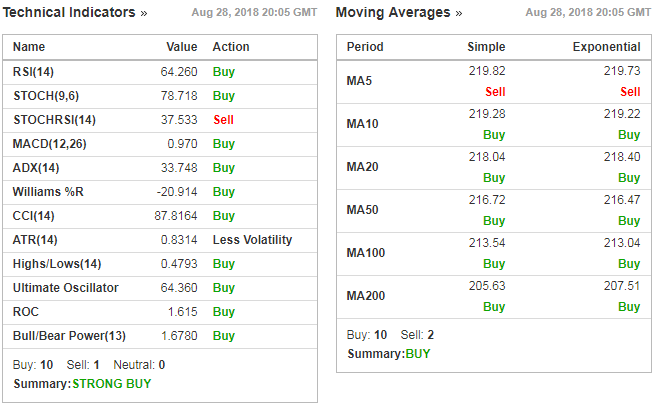 Technical Indicators » Aug 28, 2018 20:05 GMT
Name Value Action
RSI(14) 64.260 Buy
STOCH(9,6) 78.718 Buy
STOCHRSI(14) 37.533 Sell
MACD(12,26) 0.970 Buy
ADX(14) 33.748 Buy
Williams %R -20.914 Buy
CCI(14) 87.8164 Buy
ATR(14) 0.8314 Less Volatility
Highs/Lows(14) 0.4793 Buy
Ultimate Oscillator 64.360 Buy
ROC 1.615 Buy
Bull/Bear Power(13) 1.6780 Buy
Buy: 10 Sell: 1 Neutral: 0
Summary:STRONG BUY
Moving Averages » Aug 28, 2018 20:05 GMT
Period Simple Exponential
MA5 219.82 219.73
Sell Sell
MA10 219.28 219.22
Buy Buy
MA20 218.04 218.40
Buy Buy
MA50 216.72 216.47
Buy Buy
MA100 213.54 213.04
Buy Buy
MA200 205.63 207.51
Buy Buy
Buy: 10 Sell: 2
Summary:BUY